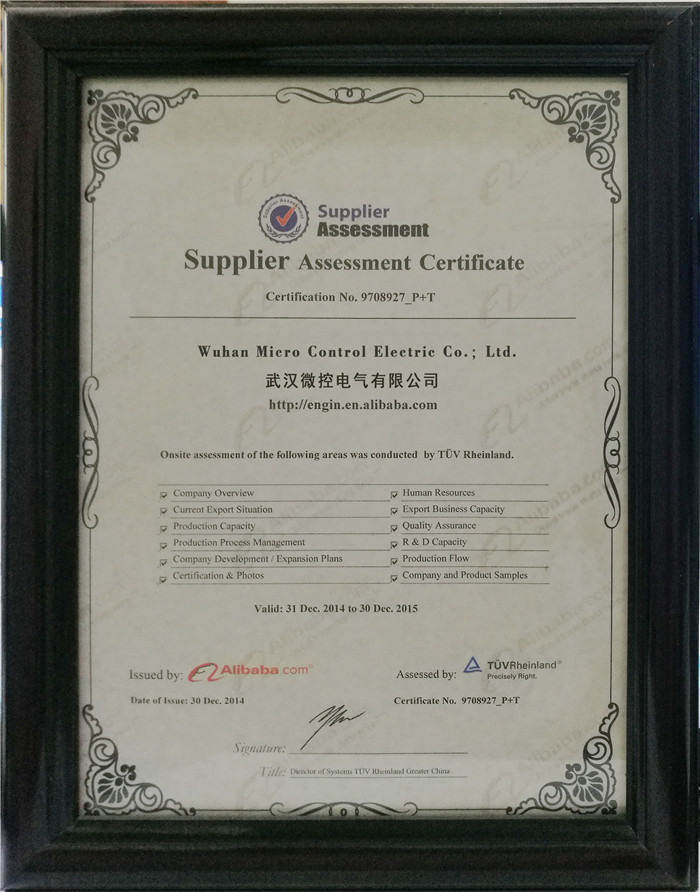 Supplier Assessment
Supplier
Assessment
Supplier Assessment Certificate
Certification No. 9708927_P+T
Wuhan Micro Control Electric Co.; Ltd.
武汉微控电气有限公司
http://engin.en.alibaba.com
Onsite assessment of the following areas was conducted by TÜV Rheinland.
Company Overview
Current Export Situation
Production Capacity
Production Process Management
Company Development / Expansion Plans
Certification & Photos
Human Resources
Export Business Capacity
Quality Assurance
R & D Capacity
Production Flow
Company and Product Samples
Valid: 31 Dec. 2014 to 30 Dec. 2015
Issued by: Alibaba.com®
Date of Issue: 30 Dec. 2014
Assessed by: TÜVRheinland®
Precisely Right.
Certificate No. 9708927_P+T
Signature:
Title: Director of Systems TÜV Rheinland Greater China